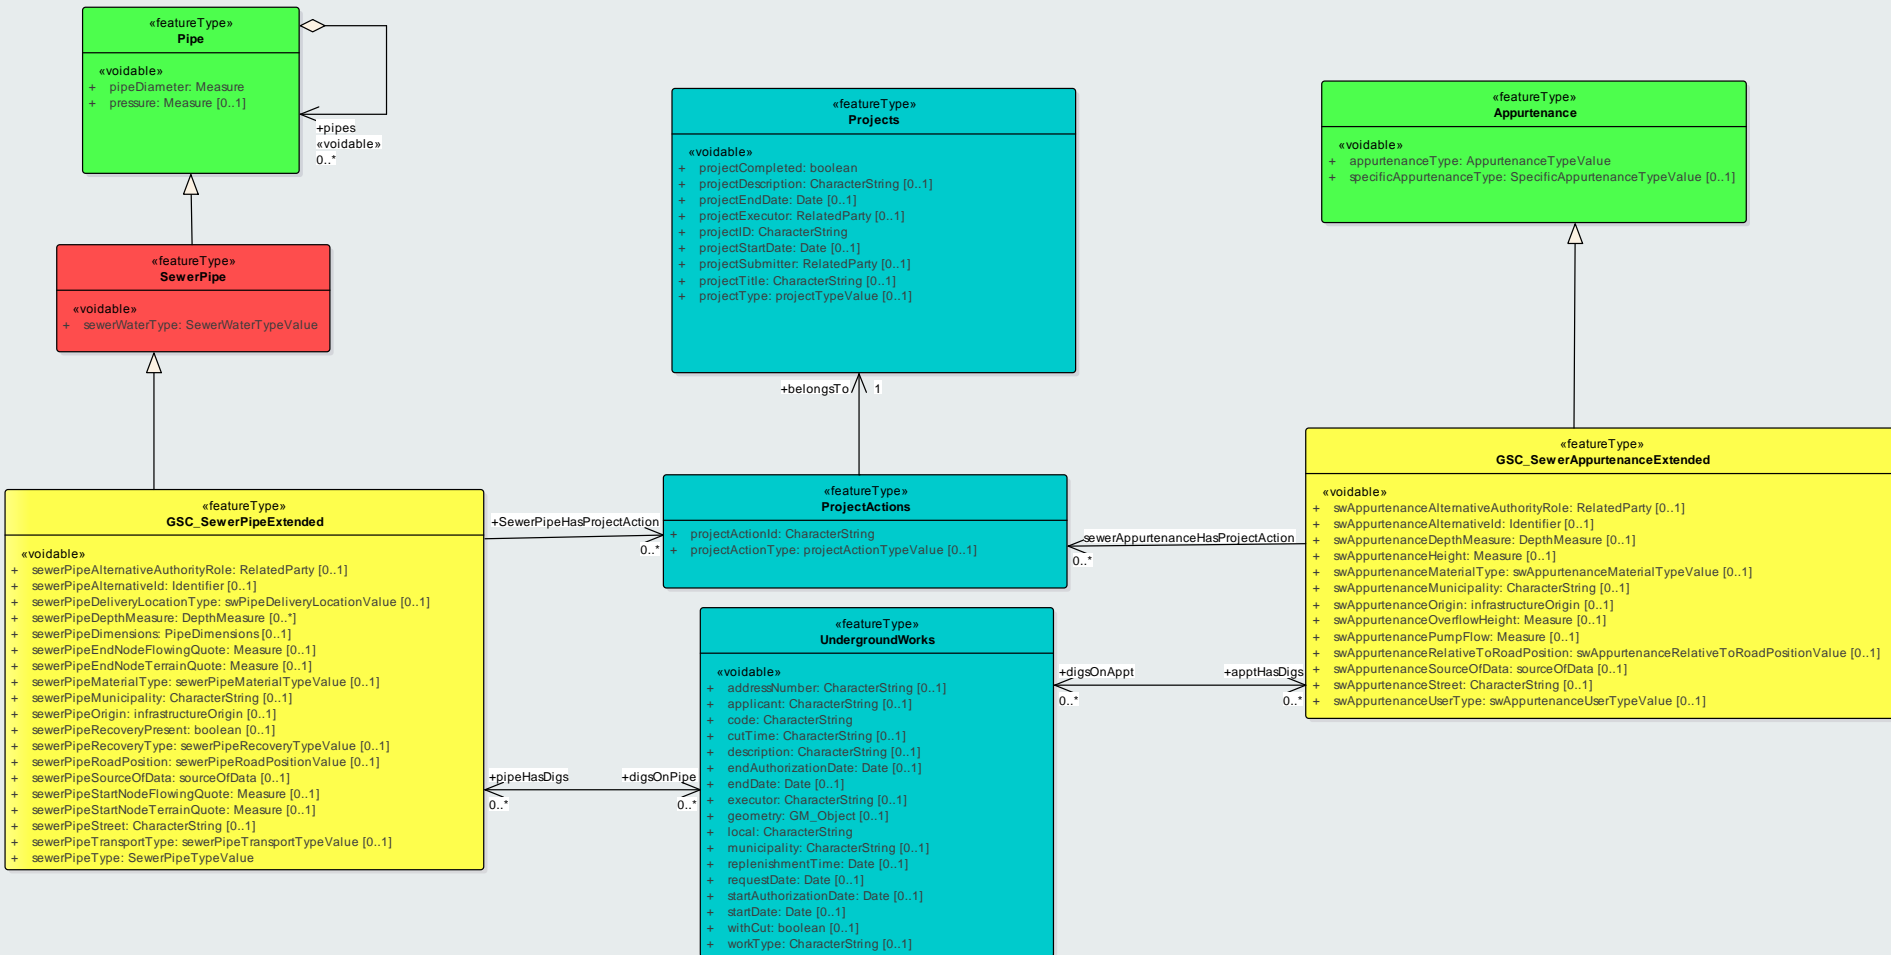 «featureType»
Pipe
«voidable»
+ pipeDiameter: Measure
+ pressure: Measure [0..1]
+pipes
«voidable»
0..*
«featureType»
SewerPipe
«voidable»
+ sewerWaterType: SewerWaterTypeValue
«featureType»
Projects
«voidable»
+ projectCompleted: boolean
+ projectDescription: CharacterString [0..1]
+ projectEndDate: Date [0..1]
+ projectExecutor: RelatedParty [0..1]
+ projectID: CharacterString
+ projectStartDate: Date [0..1]
+ projectSubmitter: RelatedParty [0..1]
+ projectTitle: CharacterString [0..1]
+ projectType: projectTypeValue [0..1]
+belongsTo 1
«featureType»
Appurtenance
«voidable»
+ appurtenanceType: AppurtenanceTypeValue
+ specificAppurtenanceType: SpecificAppurtenanceTypeValue [0..1]
«featureType»
GSC_SewerPipeExtended
«voidable»
+ sewerPipeAlternativeAuthorityRole: RelatedParty [0..1]
+ sewerPipeAlternativeId: Identifier [0..1]
+ sewerPipeDeliveryLocationType: swPipeDeliveryLocationValue [0..1]
+ sewerPipeDepthMeasure: DepthMeasure [0..*]
+ sewerPipeDimensions: PipeDimensions [0..1]
+ sewerPipeEndNodeFlowingQuote: Measure [0..1]
+ sewerPipeEndNodeTerrainQuote: Measure [0..1]
+ sewerPipeMaterialType: sewerPipeMaterialTypeValue [0..1]
+ sewerPipeMunicipality: CharacterString [0..1]
+ sewerPipeOrigin: infrastructureOrigin [0..1]
+ sewerPipeRecoveryPresent: boolean [0..1]
+ sewerPipeRecoveryType: sewerPipeRecoveryTypeValue [0..1]
+ sewerPipeRoadPosition: sewerPipeRoadPositionValue [0..1]
+ sewerPipeSourceOfData: sourceOfData [0..1]
+ sewerPipeStartNodeFlowingQuote: Measure [0..1]
+ sewerPipeStartNodeTerrainQuote: Measure [0..1]
+ sewerPipeStreet: CharacterString [0..1]
+ sewerPipeTransportType: sewerPipeTransportTypeValue [0..1]
+ sewerPipeType: SewerPipeTypeValue
+SewerPipeHasProjectAction
0..*
«featureType»
ProjectActions
+ projectActionId: CharacterString
+ projectActionType: projectActionTypeValue [0..1]
sewerAppurtenanceHasProjectAction
0..*
«featureType»
GSC_SewerAppurtenanceExtended
«voidable»
+ swAppurtenanceAlternativeAuthorityRole: RelatedParty [0..1]
+ swAppurtenanceAlternativeId: Identifier [0..1]
+ swAppurtenanceDepthMeasure: DepthMeasure [0..1]
+ swAppurtenanceHeight: Measure [0..1]
+ swAppurtenanceMaterialType: swAppurtenanceMaterialTypeValue [0..1]
+ swAppurtenanceMunicipality: CharacterString [0..1]
+ swAppurtenanceOrigin: infrastructureOrigin [0..1]
+ swAppurtenanceOverflowHeight: Measure [0..1]
+ swAppurtenancePumpFlow: Measure [0..1]
+ swAppurtenanceRelativeToRoadPosition: swAppurtenanceRelativeToRoadPositionValue [0..1]
+ swAppurtenanceSourceOfData: sourceOfData [0..1]
+ swAppurtenanceStreet: CharacterString [0..1]
+ swAppurtenanceUserType: swAppurtenanceUserTypeValue [0..1]
+pipeHasDigs +digsOnPipe
0..* 0..*
«featureType»
UndergroundWorks
«voidable»
+ addressNumber: CharacterString [0..1]
+ applicant: CharacterString [0..1]
+ code: CharacterString
+ cutTime: CharacterString [0..1]
+ description: CharacterString [0..1]
+ endAuthorizationDate: Date [0..1]
+ endDate: Date [0..1]
+ executor: CharacterString [0..1]
+ geometry: GM_Object [0..1]
+ local: CharacterString
+ municipality: CharacterString [0..1]
+ replenishmentTime: Date [0..1]
+ requestDate: Date [0..1]
+ startAuthorizationDate: Date [0..1]
+ startDate: Date [0..1]
+ withCut: boolean [0..1]
+ workType: CharacterString [0..1]
+digsOnAppt +apptHasDigs
0..* 0..*